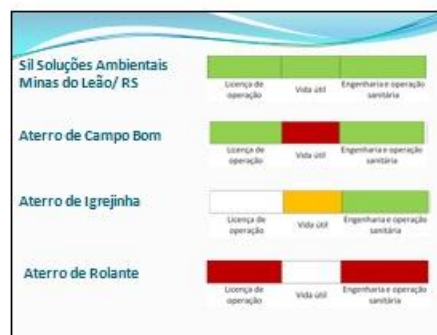 Sil Soluções Ambientais
Minas do Leão/ RS
Licença de operação
Vida útil
Engenharia e operação sanitária
Aterro de Campo Bom
Licença de operação
Vida útil
Engenharia e operação sanitária
Aterro de Igrejinha
Licença de operação
Vida útil
Engenharia e operação sanitária
Aterro de Rolante
Licença de operação
Vida útil
Engenharia e operação sanitária